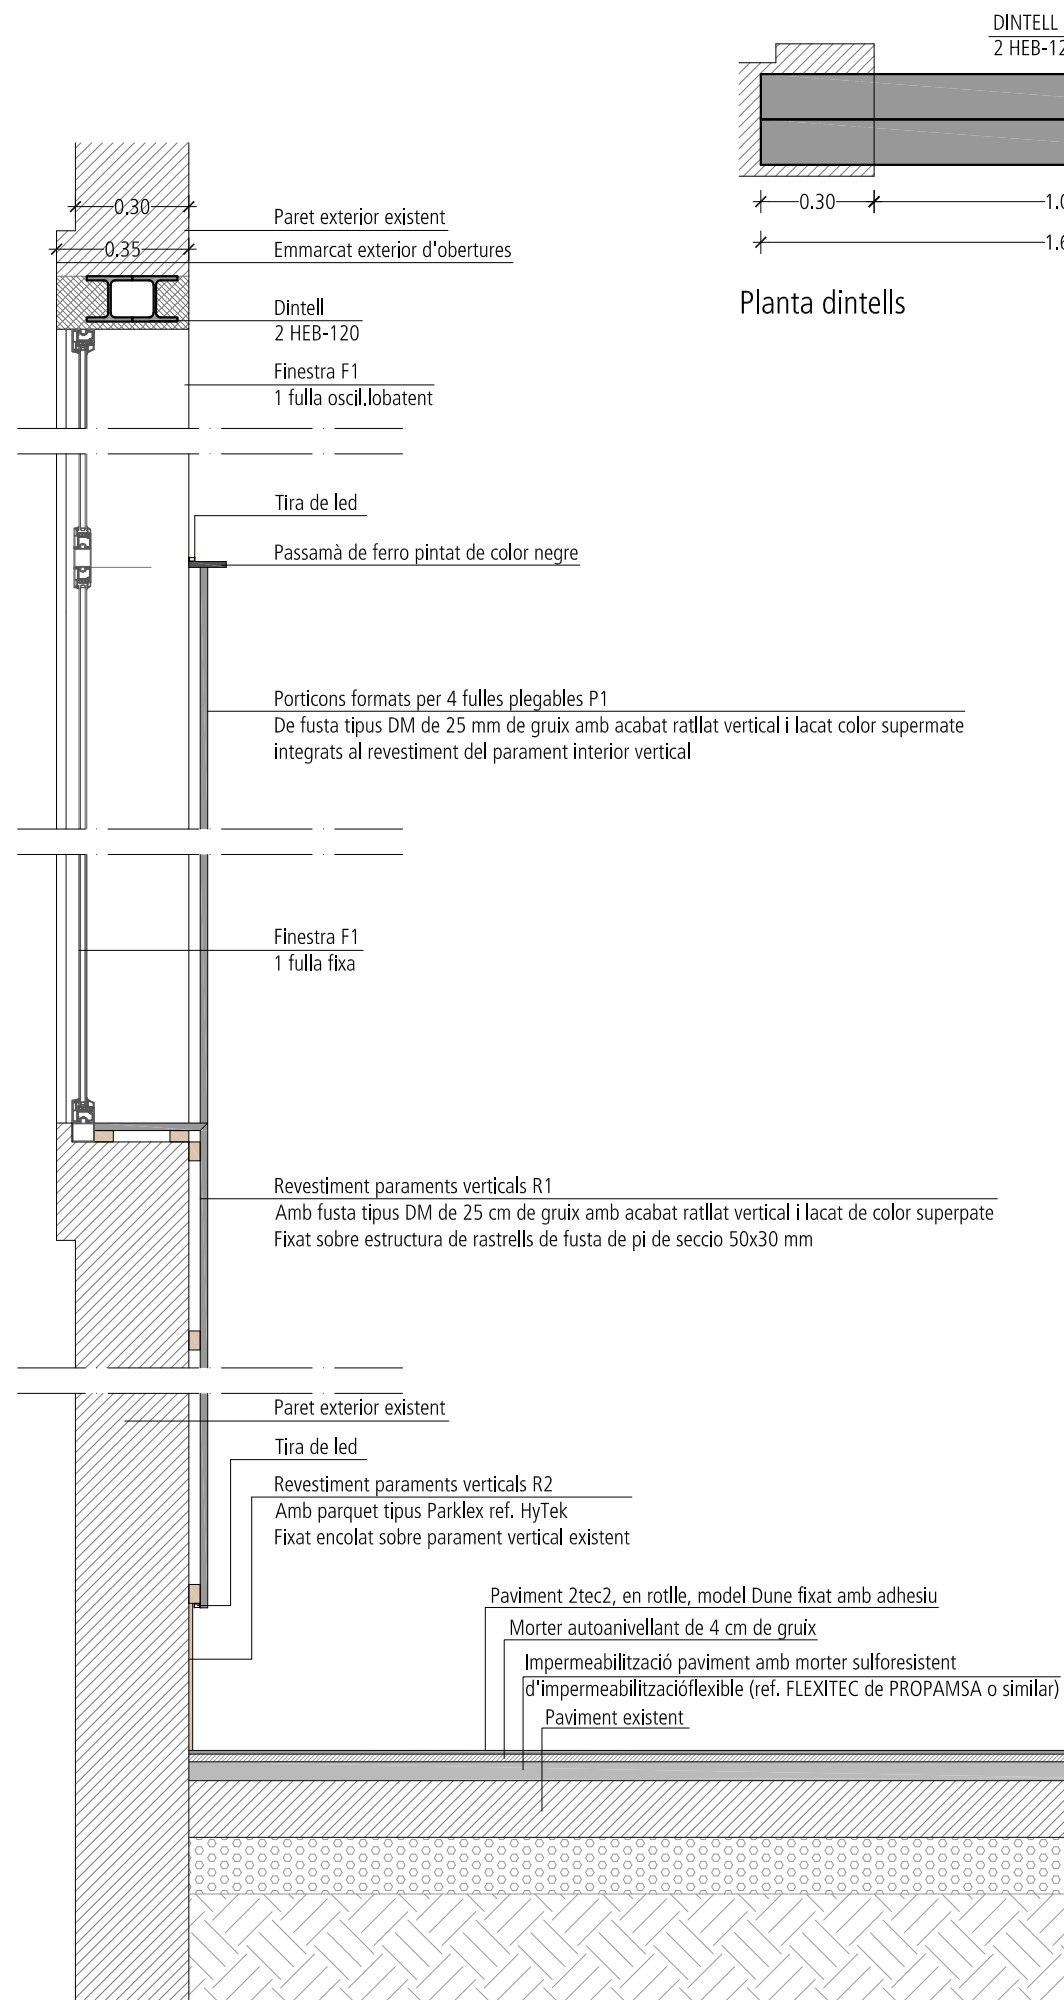 DINTELL
2 HEB-12
0.30
1.0
1.6
Planta dintells
0.30
0.35
Paret exterior existent
Emmarcat exterior d'obertures
Dintell
2 HEB-120
Finestra F1
1 fulla oscil.lobatent
Tira de led
Passamà de ferro pintat de color negre
Porticons formats per 4 fulles plegables P1
De fusta tipus DM de 25 mm de gruix amb acabat ratllat vertical i lacat color supermate
integrats al revestiment del parament interior vertical
Finestra F1
1 fulla fixa
Revestiment paraments verticals R1
Amb fusta tipus DM de 25 cm de gruix amb acabat ratllat vertical i lacat de color superpate
Fixat sobre estructura de rastrells de fusta de pi de seccio 50x30 mm
Paret exterior existent
Tira de led
Revestiment paraments verticals R2
Amb parquet tipus Parklex ref. HyTek
Fixat encolat sobre parament vertical existent
Paviment 2tec2, en rotlle, model Dune fixat amb adhesiu
Morter autoanivellant de 4 cm de gruix
Impermeabilització paviment amb morter sulforesistent
d'impermeabilitzacióflexible (ref. FLEXITEC de PROPAMSA o similar)
Paviment existent